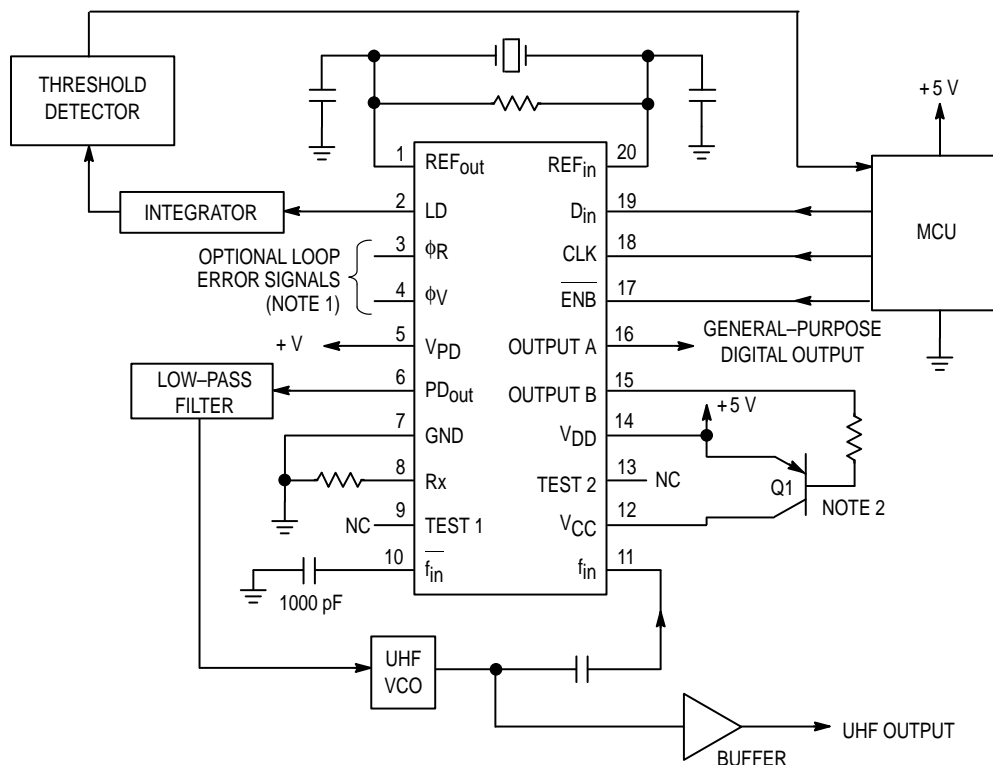 THRESHOLD
DETECTOR
+ 5 V
1
REFout
REFin
20
INTEGRATOR
2
LD
Din
19
MCU
OPTIONAL LOOP
ERROR SIGNALS
(NOTE 1)
3
ϕR
CLK
18
4
ϕV
ENB
17
+ V
5
VPD
OUTPUT A
16
GENERAL–PURPOSE
DIGITAL OUTPUT
LOW–PASS
FILTER
6
PDout
OUTPUT B
15
+ 5 V
7
GND
VDD
14
8
Rx
TEST 2
13
NC
Q1
NOTE 2
NC
9
TEST 1
VCC
12
10
fin
fin
11
1000 pF
UHF
VCO
UHF OUTPUT
BUFFER